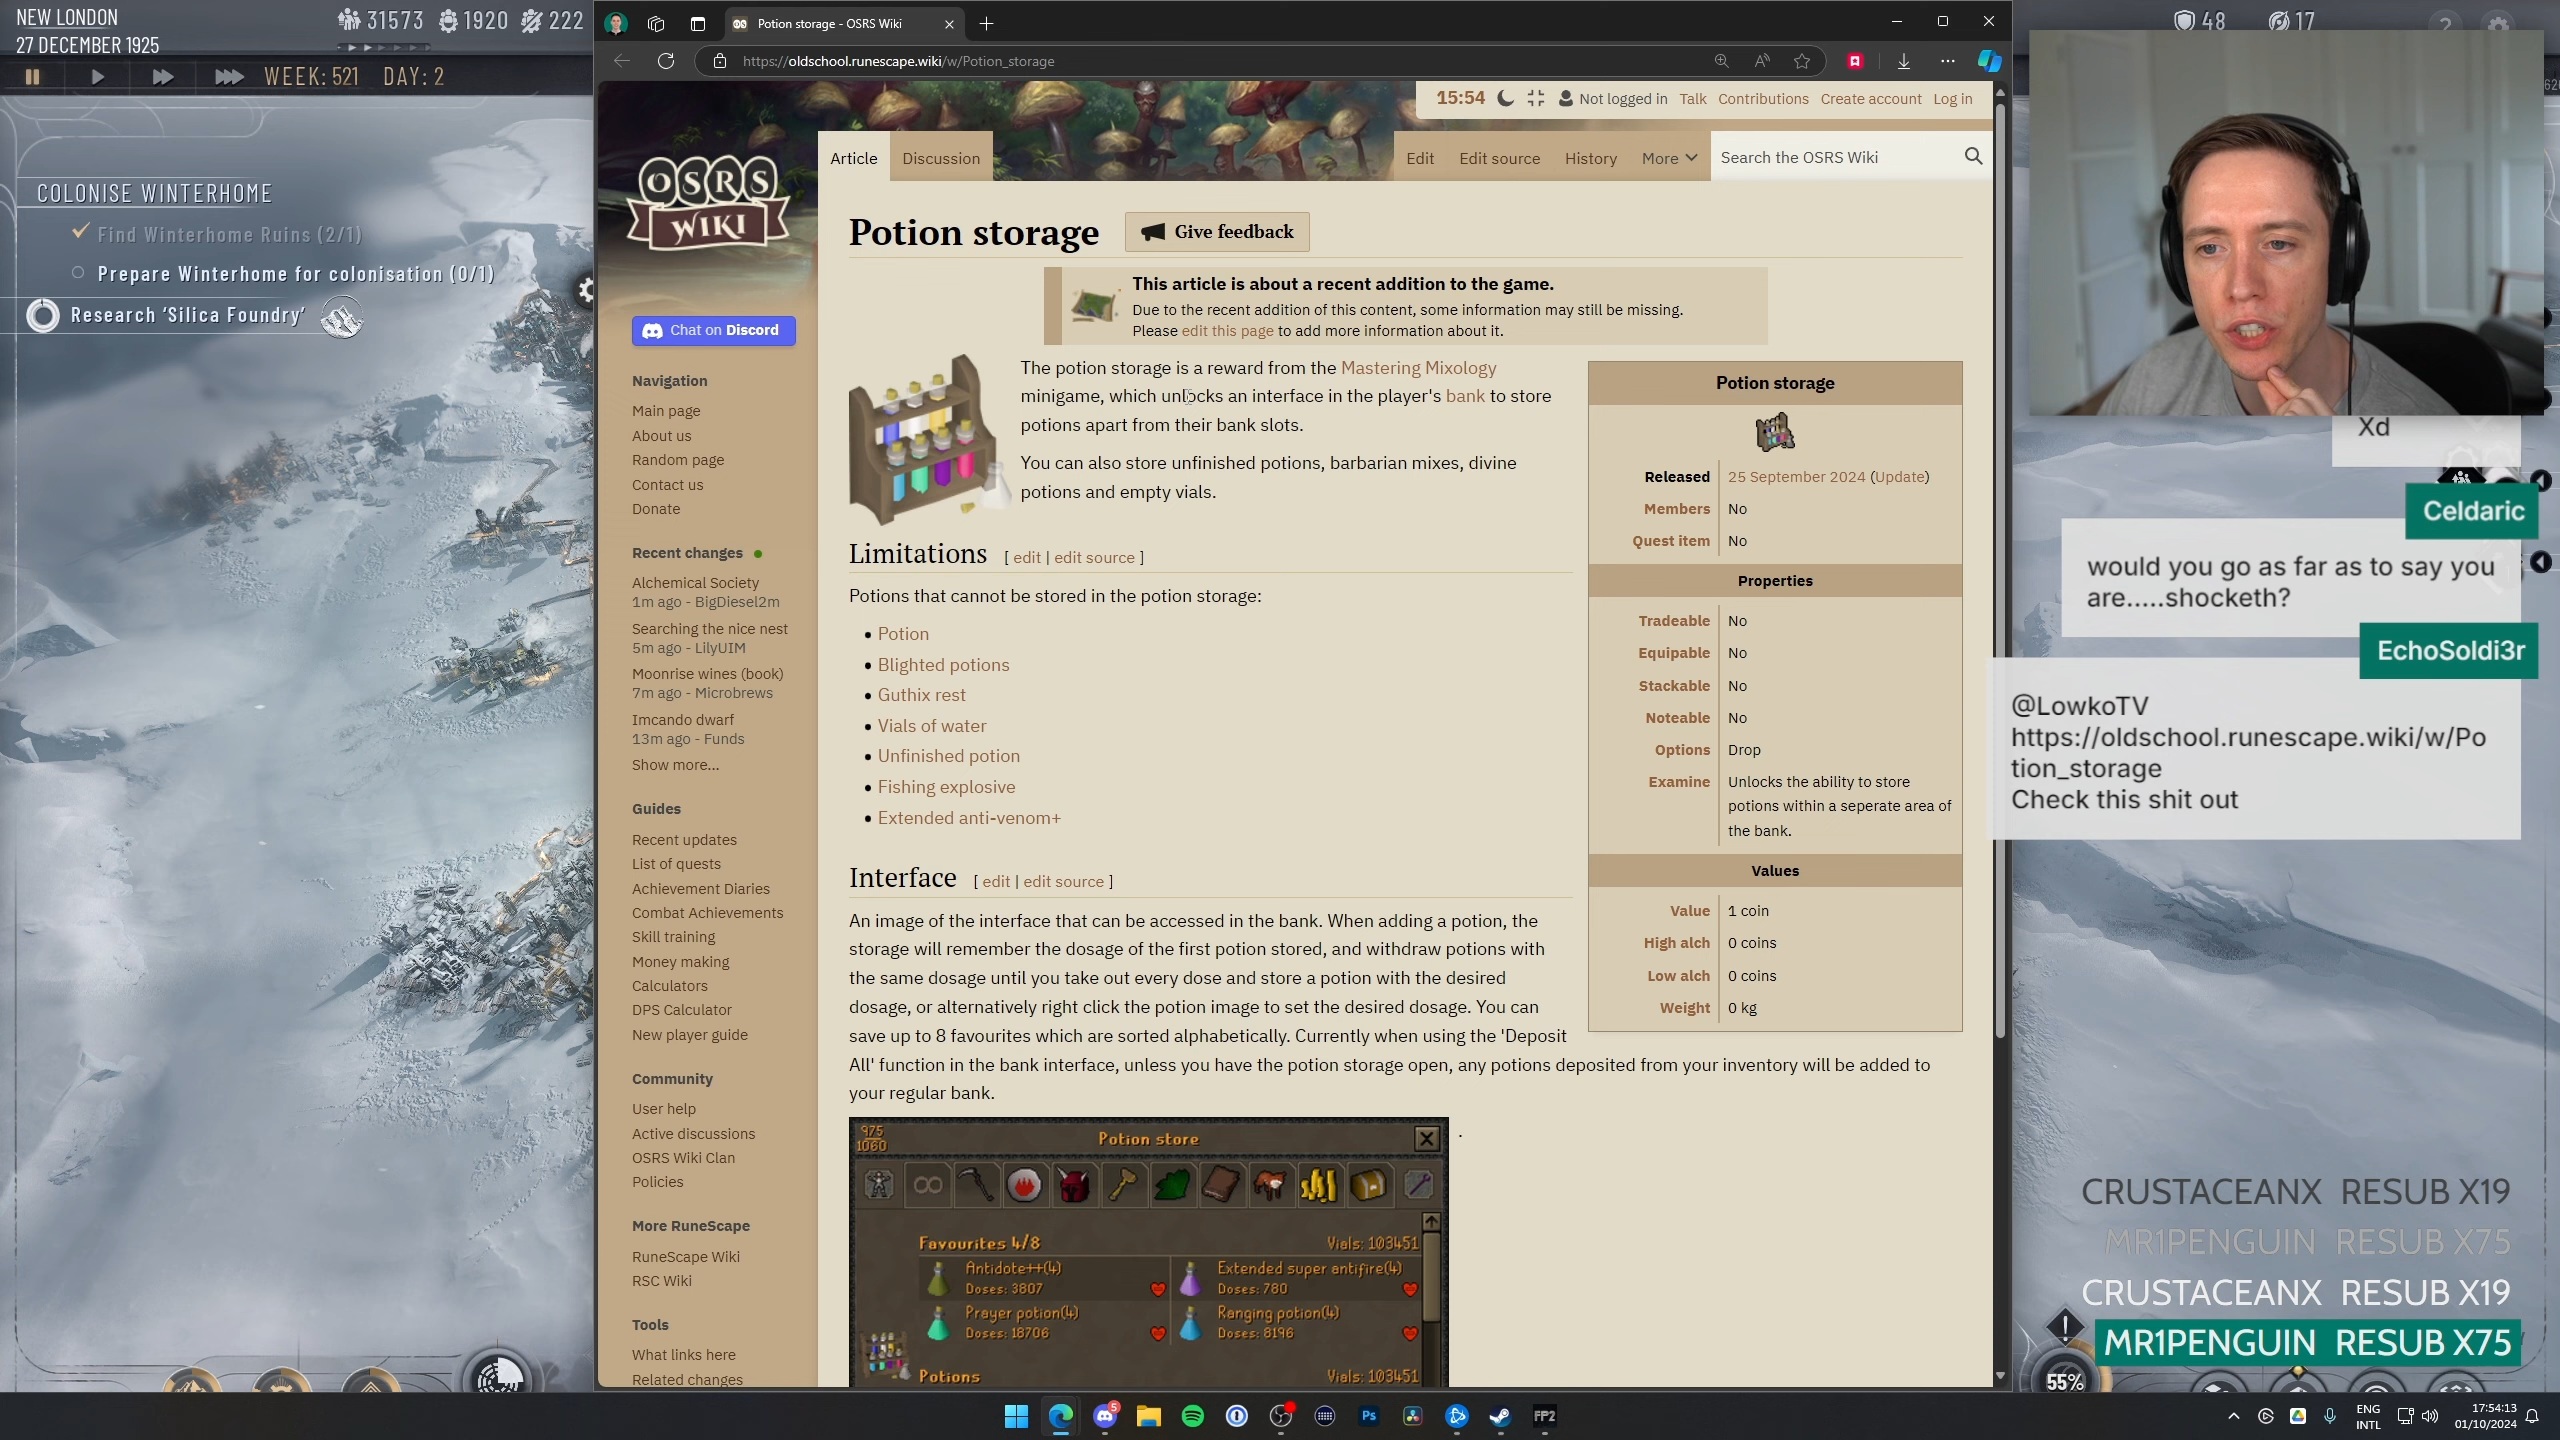 NEW LONDON
27 DECEMBER 1925
31573 1920 222
WEEK: 521 DAY: 2
COLONISE WINTERHOME
Find Winterhome Ruins (2/1)
Prepare Winterhome for colonisation (0/1)
Research ‘Silica Foundry’
Potion storage - OSRS Wiki
https://oldschool.runescape.wiki/w/Potion_storage
15:54 Not logged in Talk Contributions Create account Log in
Article Discussion Edit Edit source History More Search the OSRS Wiki
OSRS
WIKI
Chat on Discord
Navigation
Main page
About us
Random page
Contact us
Donate
Recent changes
Alchemical Society
1m ago - BigDiesel2m
Searching the nice nest
5m ago - LilyUIM
Moonrise wines (book)
7m ago - Microbrews
Imcando dwarf
13m ago - Funds
Show more...
Guides
Recent updates
List of quests
Achievement Diaries
Combat Achievements
Skill training
Money making
Calculators
DPS Calculator
New player guide
Community
User help
Active discussions
OSRS Wiki Clan
Policies
More RuneScape
RuneScape Wiki
RSC Wiki
Tools
What links here
Related changes
Potion storage Give feedback
This article is about a recent addition to the game.
Due to the recent addition of this content, some information may still be missing.
Please edit this page to add more information about it.
The potion storage is a reward from the Mastering Mixology
minigame, which unlocks an interface in the player's bank to store
potions apart from their bank slots.
You can also store unfinished potions, barbarian mixes, divine
potions and empty vials.
Limitations [ edit | edit source ]
Potions that cannot be stored in the potion storage:
• Potion
• Blighted potions
• Guthix rest
• Vials of water
• Unfinished potion
• Fishing explosive
• Extended anti-venom+
Interface [ edit | edit source ]
An image of the interface that can be accessed in the bank. When adding a potion, the
storage will remember the dosage of the first potion stored, and withdraw potions with
the same dosage until you take out every dose and store a potion with the desired
dosage, or alternatively right click the potion image to set the desired dosage. You can
save up to 8 favourites which are sorted alphabetically. Currently when using the 'Deposit
All' function in the bank interface, unless you have the potion storage open, any potions deposited from your inventory will be added to
your regular bank.
Potion storage
Released 25 September 2024 (Update)
Members No
Quest item No
Properties
Tradeable No
Equipable No
Stackable No
Noteable No
Options Drop
Examine Unlocks the ability to store
potions within a seperate area of
the bank.
Values
Value 1 coin
High alch 0 coins
Low alch 0 coins
Weight 0 kg
975
1060
Potion store
.
Favourites 4/8 Vials: 103451
Antidote++(4) Extended super antifire(4)
Doses: 3807 Doses: 780
Prayer potion(4) Ranging potion(4)
Doses: 18706 Doses: 8196
Potions Vials: 103451
48 17
Xd
Celdaric
would you go as far as to say you
are.....shocketh?
EchoSoldi3r
@LowkoTV
https://oldschool.runescape.wiki/w/Po
tion_storage
Check this shit out
CRUSTACEANX RESUB X19
MR1PENGUIN RESUB X75
CRUSTACEANX RESUB X19
MR1PENGUIN RESUB X75
55%
5
Ps
FP2
ENG
INTL
17:54:13
01/10/2024